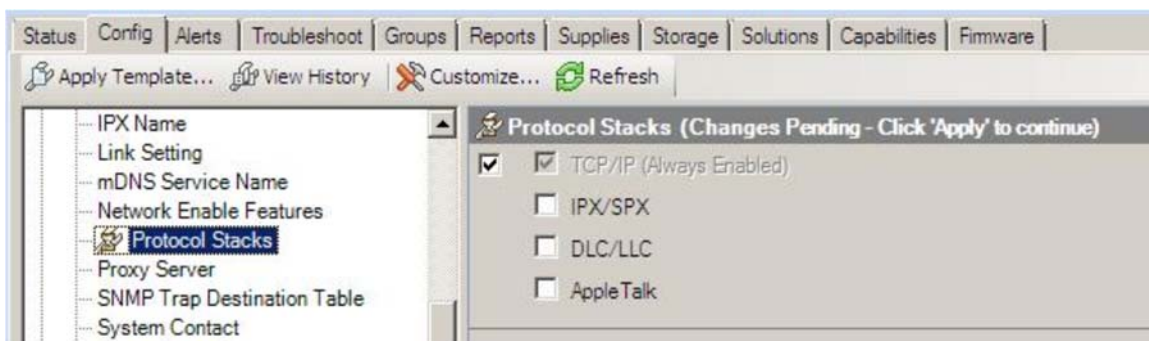 Status Config Alerts Troubleshoot Groups Reports Supplies Storage Solutions Capabilities Firmware
Apply Template... View History Customize... Refresh
IPX Name
Link Setting
mDNS Service Name
Network Enable Features
Protocol Stacks
Proxy Server
SNMP Trap Destination Table
System Contact
Protocol Stacks (Changes Pending - Click 'Apply' to continue)
TCP/IP (Always Enabled)
IPX/SPX
DLC/LLC
AppleTalk